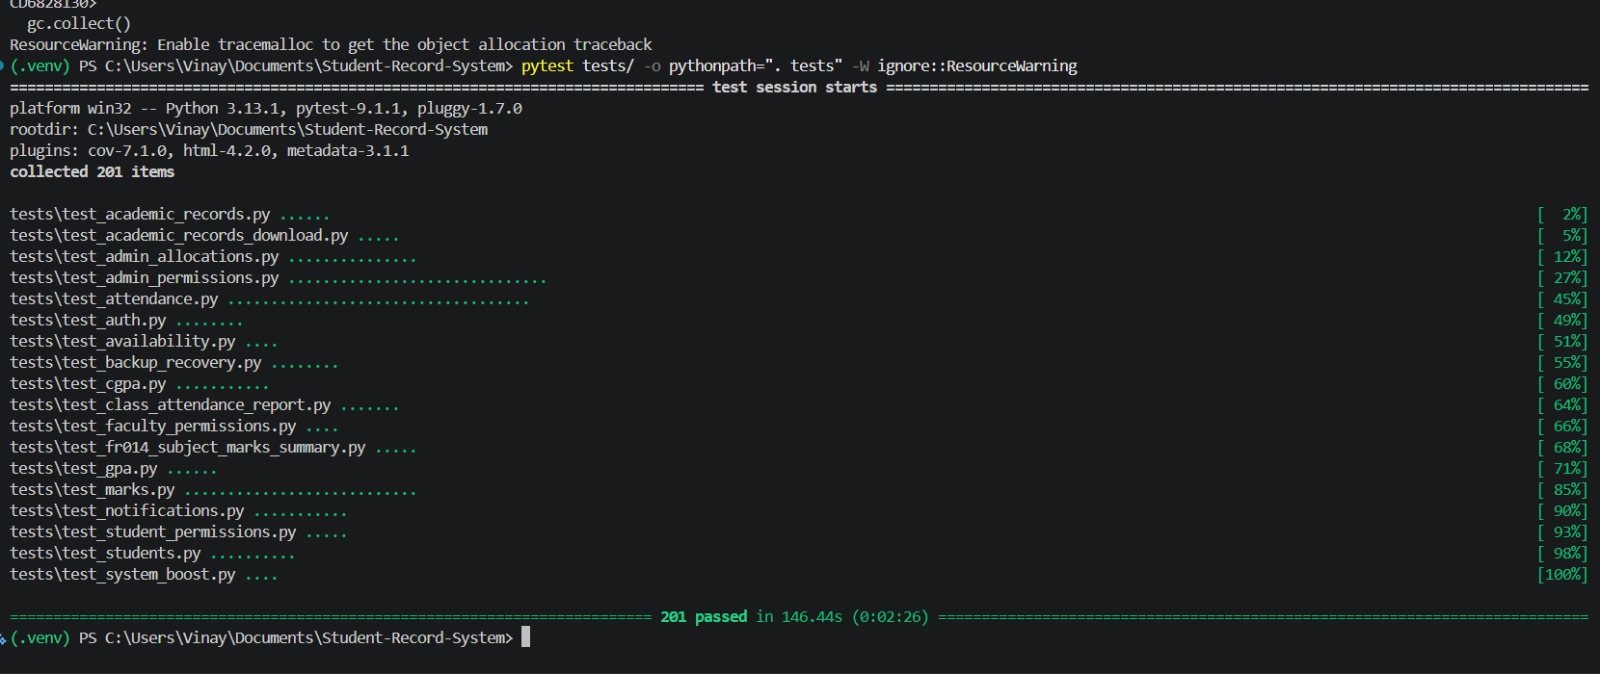 CD6828130>
  gc.collect()
ResourceWarning: Enable tracemalloc to get the object allocation traceback
(.venv) PS C:\Users\Vinay\Documents\Student-Record-System> pytest tests/ -o pythonpath=". tests" -W ignore::ResourceWarning
================================================================================ test session starts =================================================================================
platform win32 -- Python 3.13.1, pytest-9.1.1, pluggy-1.7.0
rootdir: C:\Users\Vinay\Documents\Student-Record-System
plugins: cov-7.1.0, html-4.2.0, metadata-3.1.1
collected 201 items

tests\test_academic_records.py ...... [  2%]
tests\test_academic_records_download.py ..... [  5%]
tests\test_admin_allocations.py ............... [ 12%]
tests\test_admin_permissions.py .............................. [ 27%]
tests\test_attendance.py ................................... [ 45%]
tests\test_auth.py ........ [ 49%]
tests\test_availability.py .... [ 51%]
tests\test_backup_recovery.py ........ [ 55%]
tests\test_cgpa.py ........... [ 60%]
tests\test_class_attendance_report.py ....... [ 64%]
tests\test_faculty_permissions.py .... [ 66%]
tests\test_fr014_subject_marks_summary.py ..... [ 68%]
tests\test_gpa.py ...... [ 71%]
tests\test_marks.py ........................... [ 85%]
tests\test_notifications.py ........... [ 90%]
tests\test_student_permissions.py ..... [ 93%]
tests\test_students.py .......... [ 98%]
tests\test_system_boost.py .... [100%]

========================================================================== 201 passed in 146.44s (0:02:26) ===========================================================================
(.venv) PS C:\Users\Vinay\Documents\Student-Record-System>